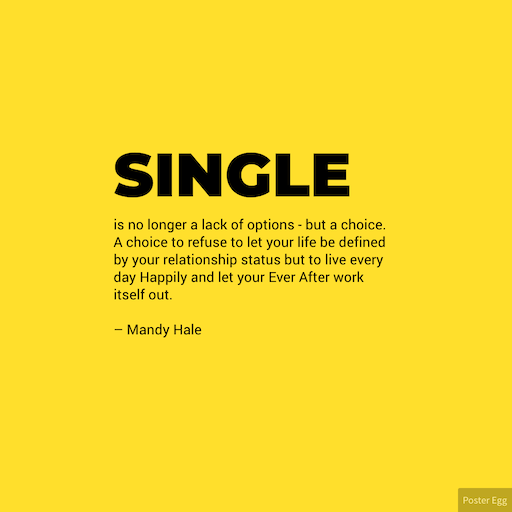 SINGLE
is no longer a lack of options - but a choice.
A choice to refuse to let your life be defined
by your relationship status but to live every
day Happily and let your Ever After work
itself out.
– Mandy Hale
Poster Egg